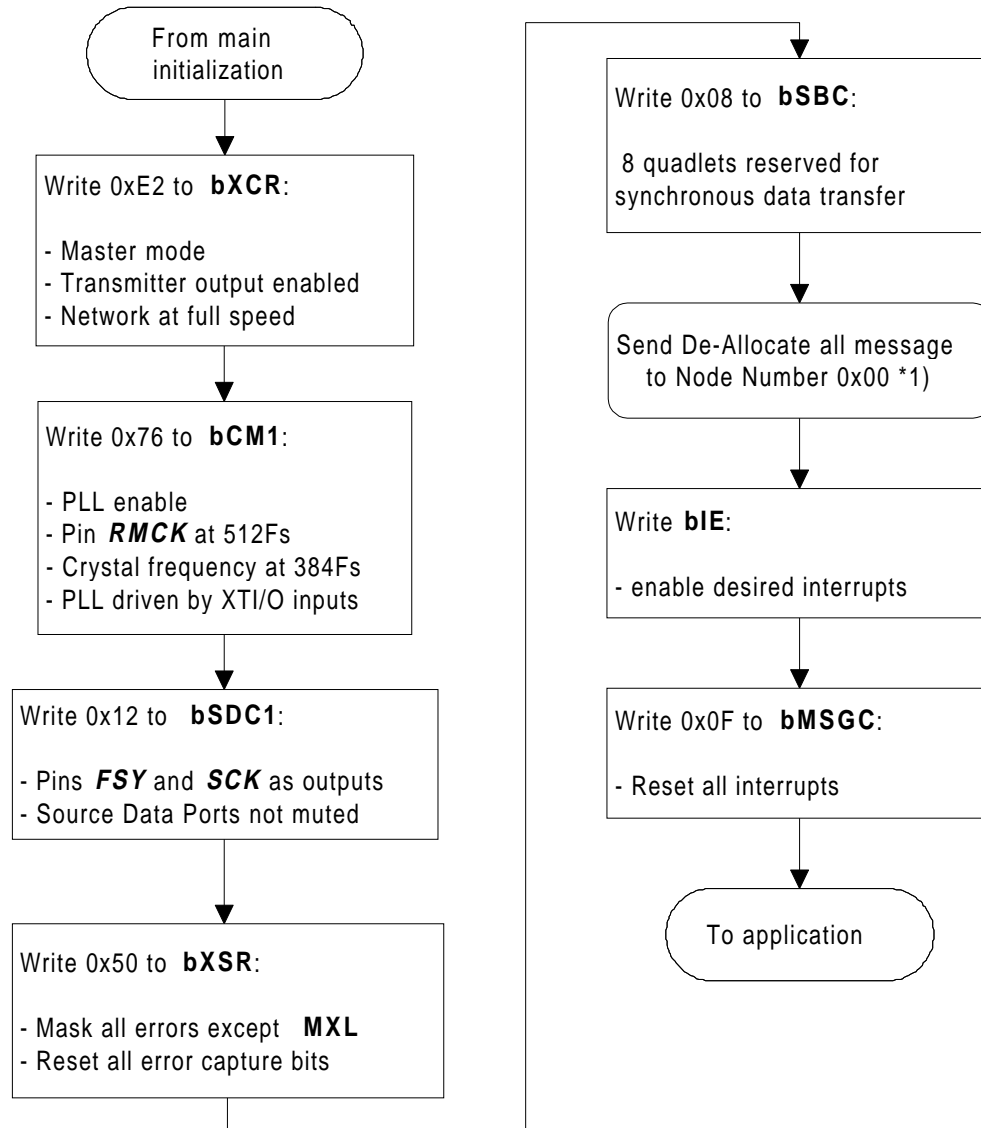 From main
initialization
Write 0xE2 to bXCR:
- Master mode
- Transmitter output enabled
- Network at full speed
Write 0x76 to bCM1:
- PLL enable
- Pin RMCK at 512Fs
- Crystal frequency at 384Fs
- PLL driven by XTI/O inputs
Write 0x12 to bSDC1:
- Pins FSY and SCK as outputs
- Source Data Ports not muted
Write 0x50 to bXSR:
- Mask all errors except MXL
- Reset all error capture bits
Write 0x08 to bSBC:
8 quadlets reserved for
synchronous data transfer
Send De-Allocate all message
to Node Number 0x00 *1)
Write bIE:
- enable desired interrupts
Write 0x0F to bMSGC:
- Reset all interrupts
To application